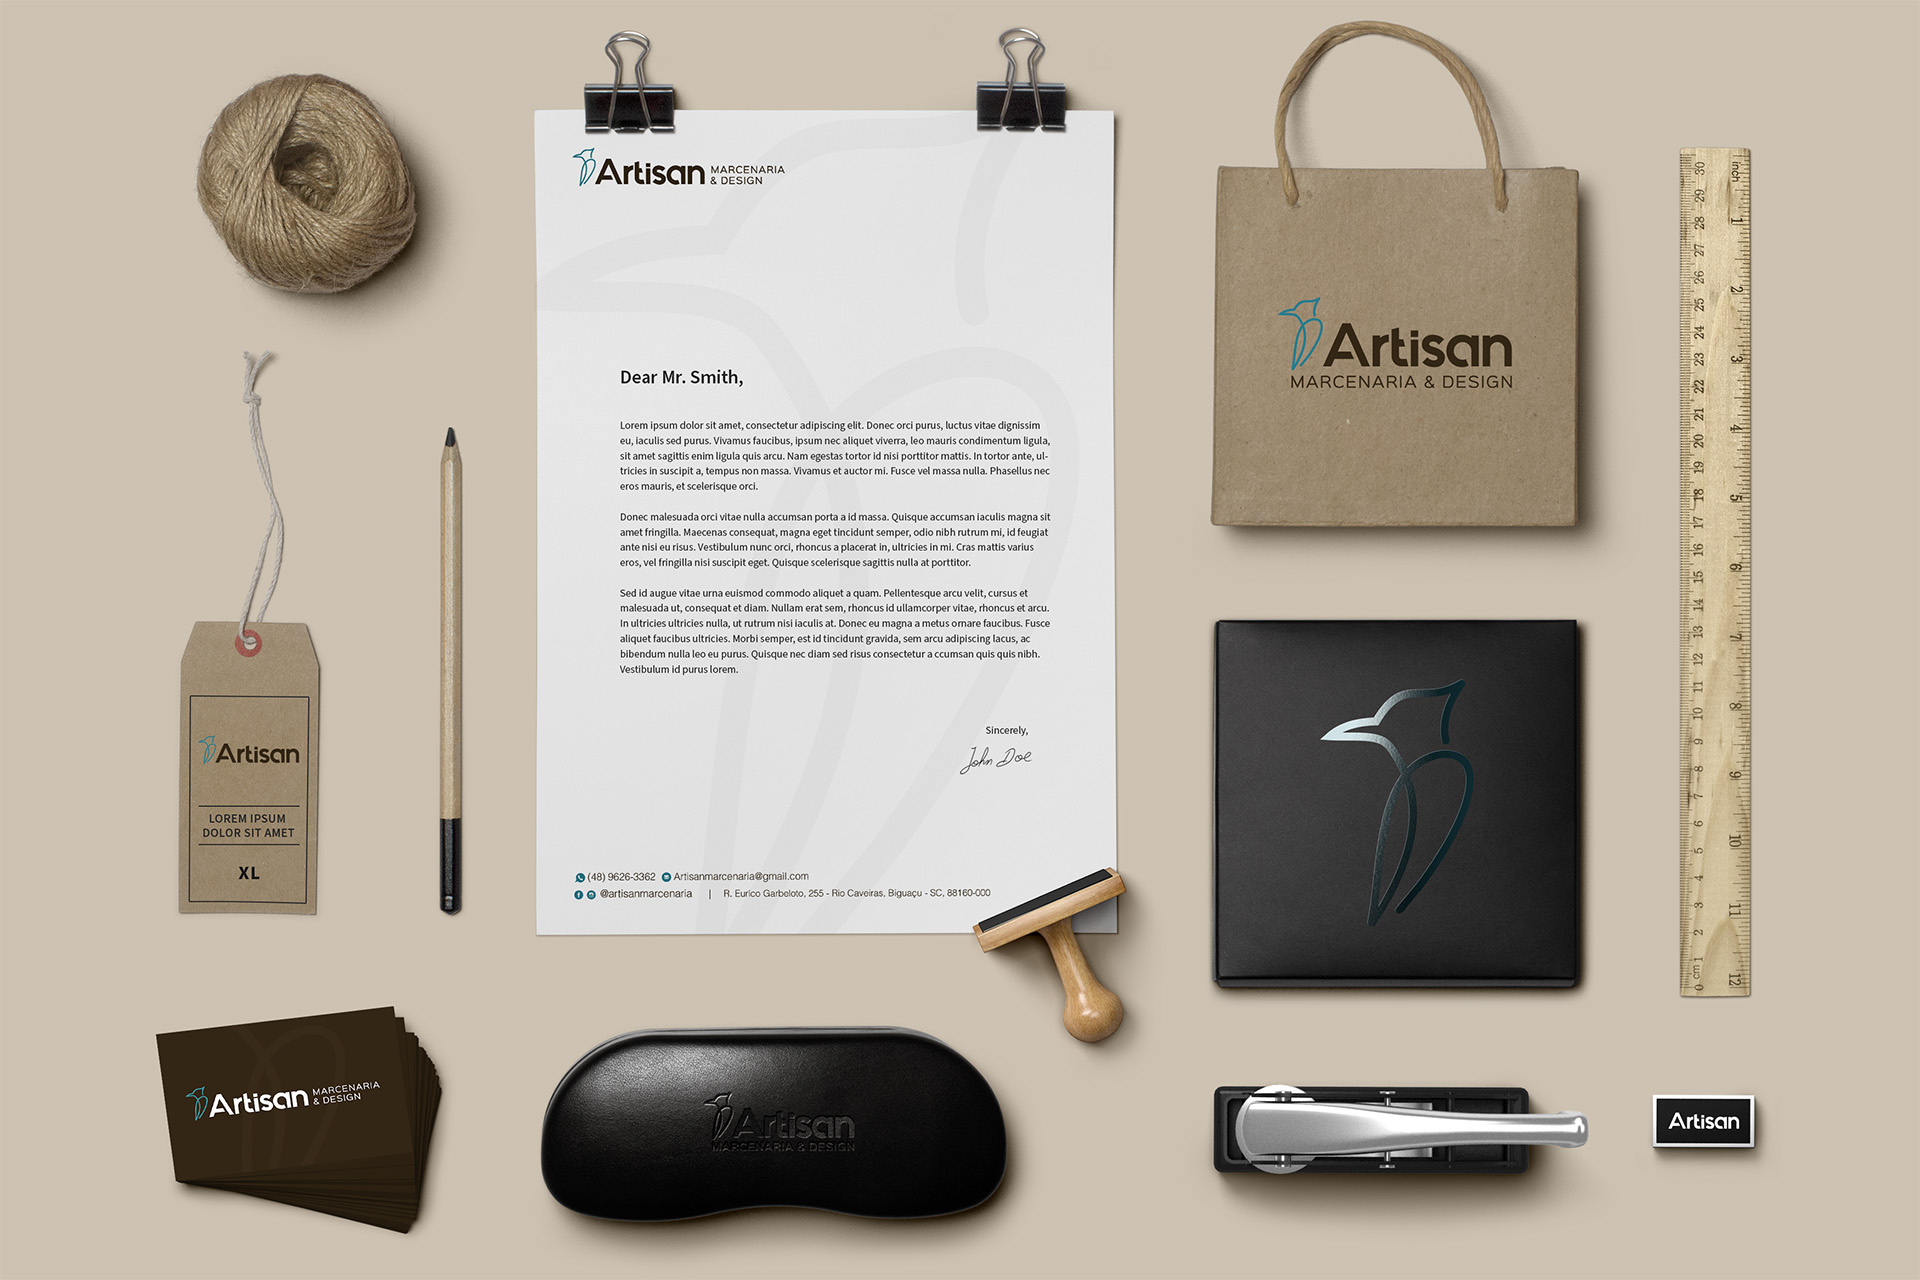 Artisan MARCENARIA
& DESIGN
Dear Mr. Smith,
Lorem ipsum dolor sit amet, consectetur adipiscing elit. Donec orci purus, luctus vitae dignissim
eu, iaculis sed purus. Vivamus faucibus, ipsum nec aliquet viverra, leo mauris condimentum ligula,
sit amet sagittis enim ligula quis arcu. Nam egestas tortor id nisi porttitor mattis. In tortor ante, ul-
tricies in suscipit a, tempus non massa. Vivamus et auctor mi. Fusce vel massa nulla. Phasellus nec
eros mauris, et scelerisque orci.
Donec malesuada orci vitae nulla accumsan porta a id massa. Quisque accumsan iaculis magna sit
amet fringilla. Maecenas consequat, magna eget tincidunt semper, odio nibh rutrum mi, id feugiat
ante nisi eu risus. Vestibulum nunc orci, rhoncus a placerat in, ultricies in mi. Cras mattis varius
eros, vel fringilla nisi suscipit eget. Quisque scelerisque sagittis nulla at porttitor.
Sed id augue vitae urna euismod commodo aliquet a quam. Pellentesque arcu velit, cursus et
malesuada ut, consequat et diam. Nullam erat sem, rhoncus id ullamcorper vitae, rhoncus et arcu.
In ultricies ultricies nulla, ut rutrum nisi iaculis at. Donec eu magna a metus ornare faucibus. Fusce
aliquet faucibus ultricies. Morbi semper, est id tincidunt gravida, sem arcu adipiscing lacus, ac
bibendum nulla leo eu purus. Quisque nec diam sed risus consectetur a ccumsan quis quis nibh.
Vestibulum id purus lorem.
Sincerely,
John Doe
(48) 9626-3362 Artisanmarcenaria@gmail.com
@artisanmarcenaria | R. Eurico Garbeloto, 255 - Rio Caveiras, Biguaçu - SC, 88160-000
Artisan
MARCENARIA & DESIGN
inch
1
2
3
4
5
6
7
8
9
10
11
12
30
29
28
27
26
25
24
23
22
21
20
19
18
17
16
15
14
13
12
11
10
9
8
7
6
5
4
3
2
1
cm
0
Artisan
LOREM IPSUM
DOLOR SIT AMET
XL
Artisan MARCENARIA
& DESIGN
Artisan
MARCENARIA & DESIGN
Artisan